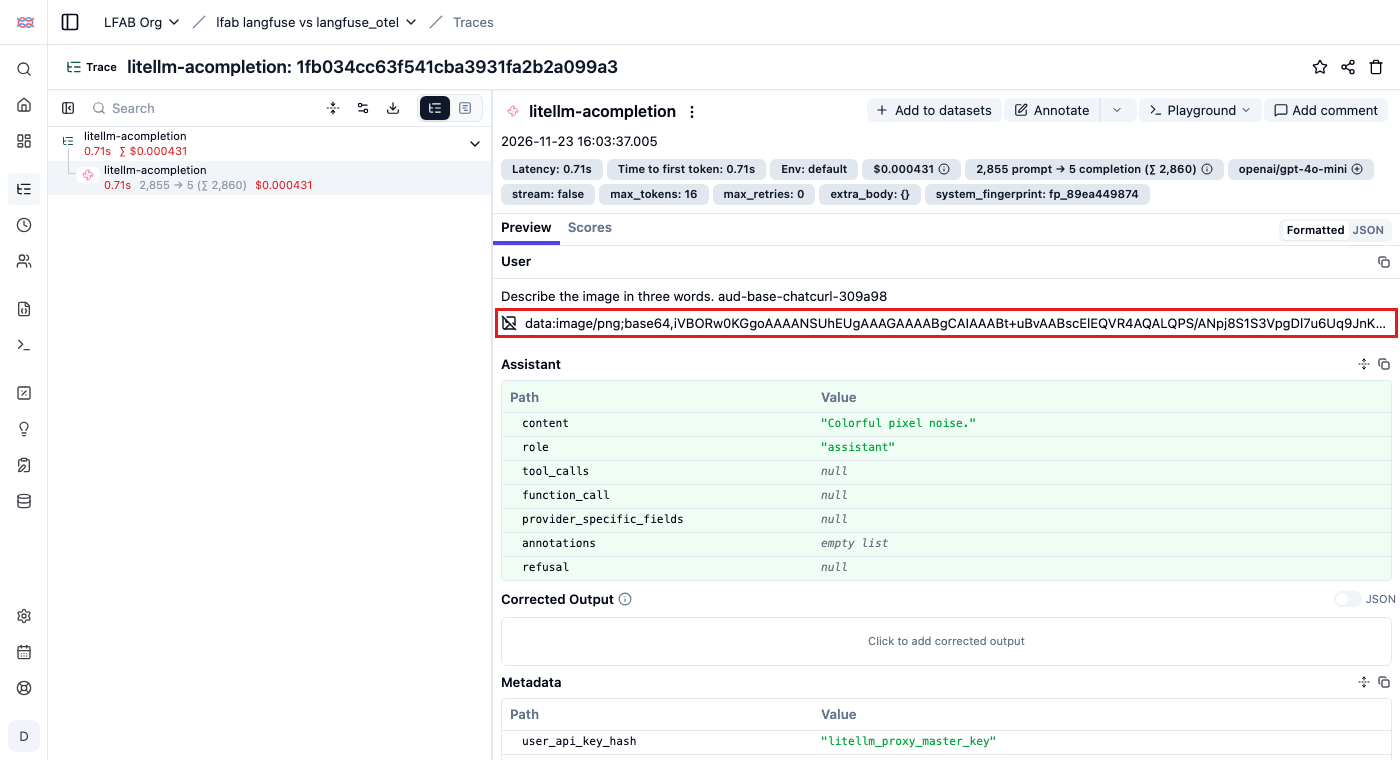 LFAB Org
lfab langfuse vs langfuse_otel
Traces
Trace
litellm-acompletion: 1fb034cc63f541cba3931fa2b2a099a3
Search
litellm-acompletion
0.71s ∑ $0.000431
litellm-acompletion
0.71s 2,855 → 5 (∑ 2,860) $0.000431
litellm-acompletion
Add to datasets
Annotate
Playground
Add comment
2026-11-23 16:03:37.005
Latency: 0.71s
Time to first token: 0.71s
Env: default
$0.000431
2,855 prompt → 5 completion (∑ 2,860)
openai/gpt-4o-mini
stream: false
max_tokens: 16
max_retries: 0
extra_body: {}
system_fingerprint: fp_89ea449874
Preview
Scores
Formatted
JSON
User
Describe the image in three words. aud-base-chatcurl-309a98
data:image/png;base64,iVBORw0KGgoAAAANSUhEUgAAAGAAAABgCAIAAABt+uBvAABscElEQVR4AQALQPS/ANpj8S1S3VpgDl7u6Uq9JnK...
Assistant
Path Value
content "Colorful pixel noise."
role "assistant"
tool_calls null
function_call null
provider_specific_fields null
annotations empty list
refusal null
Corrected Output
JSON
Click to add corrected output
Metadata
Path Value
user_api_key_hash "litellm_proxy_master_key"
D